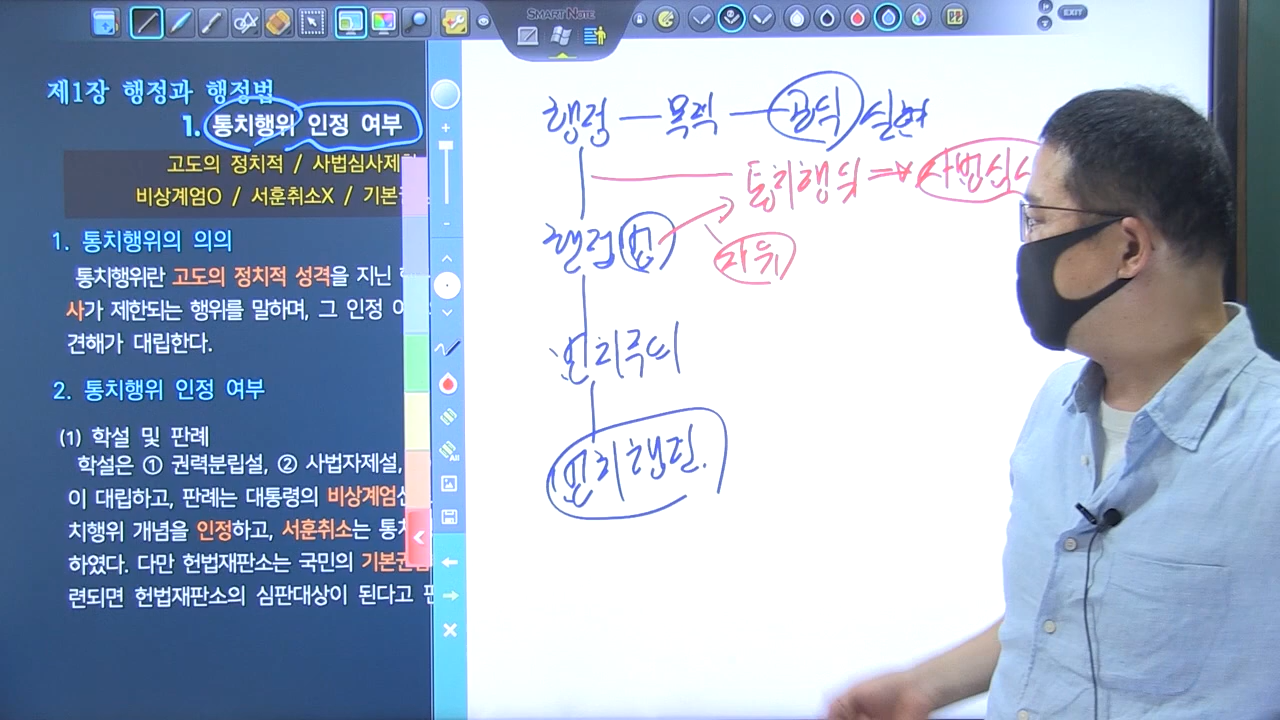 SMART NOTE
EXIT
제1장 행정과 행정법
1. 통치행위 인정 여부
고도의 정치적 / 사법심사제한
비상계엄O / 서훈취소X / 기본권
1. 통치행위의 의의
통치행위란 고도의 정치적 성격을 지닌
사가 제한되는 행위를 말하며, 그 인정 여
견해가 대립한다.
2. 통치행위 인정 여부
(1) 학설 및 판례
학설은 ① 권력분립설, ② 사법자제설,
이 대립하고, 판례는 대통령의 비상계엄선
치행위 개념을 인정하고, 서훈취소는 통치
하였다. 다만 헌법재판소는 국민의 기본권
련되면 헌법재판소의 심판대상이 된다고 판
All
행정 — 목적 — 공익 실현
통치행위 ⇒ 사법심사
행정법
법치주의
법치행정.